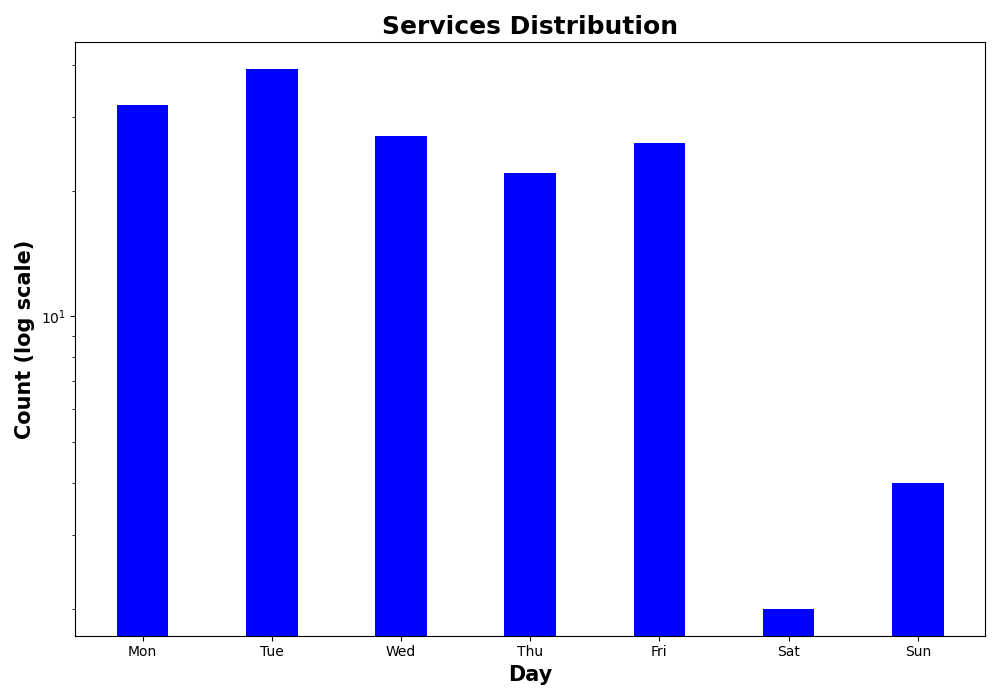 Services Distribution
Count (log scale)
10¹
Mon Tue Wed Thu Fri Sat Sun
Day